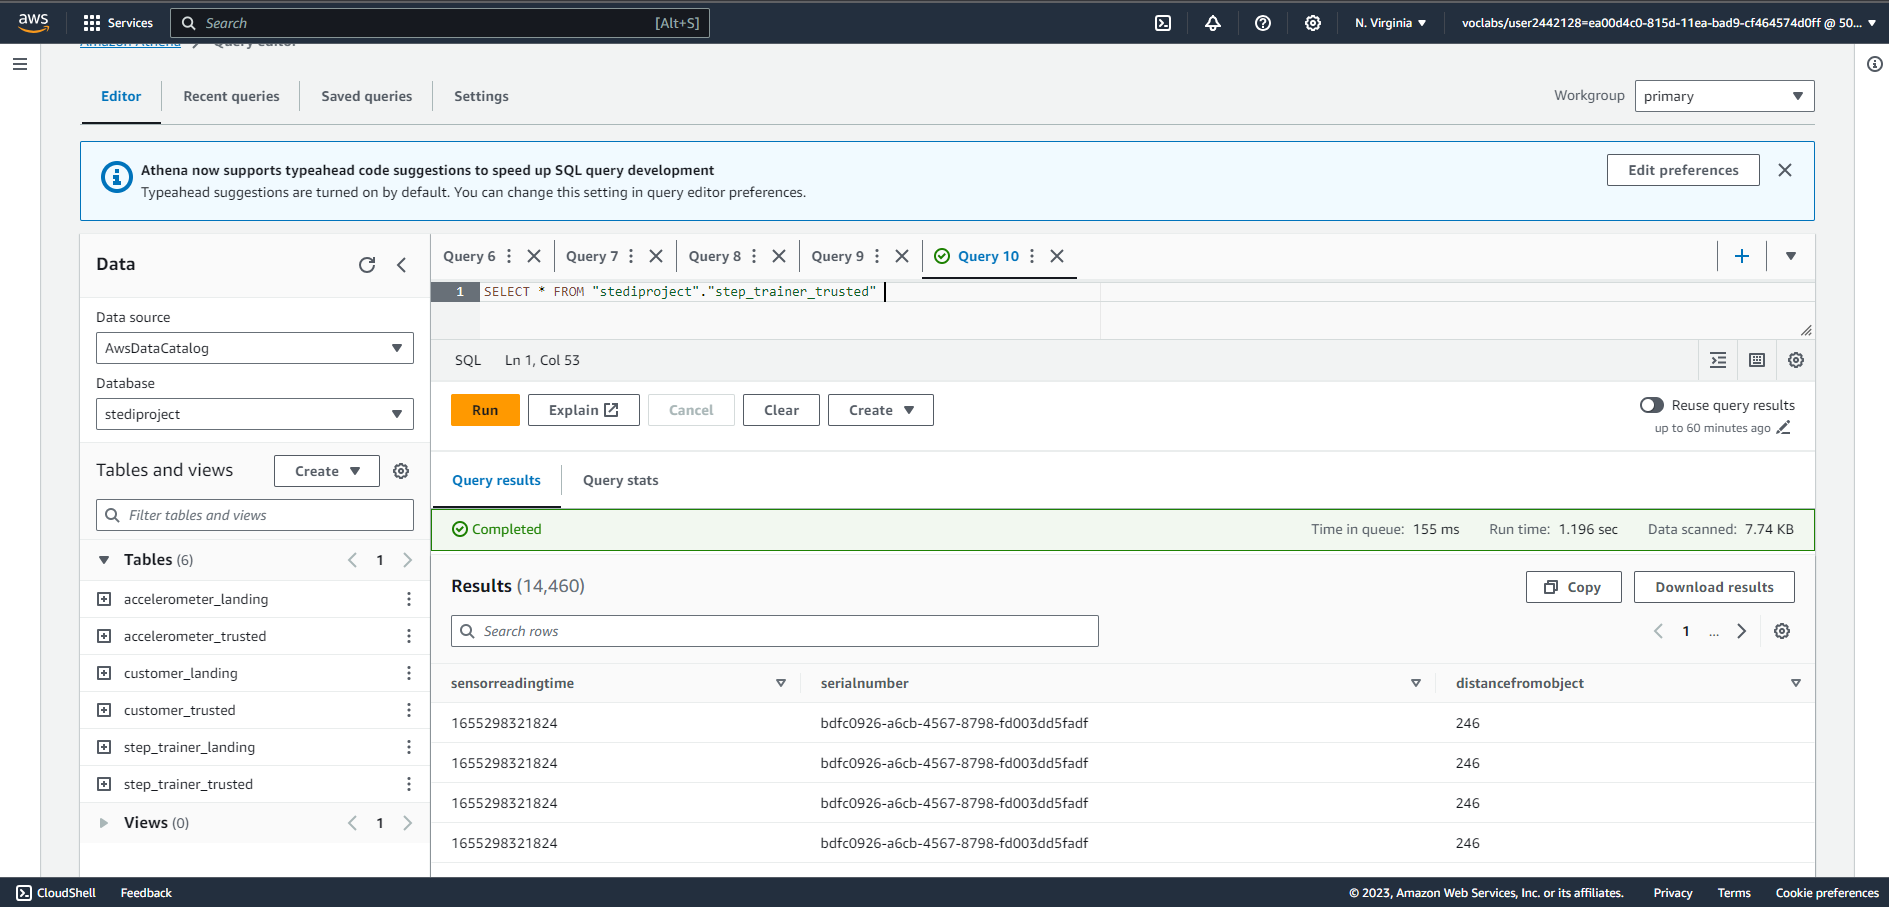 aws
Services
Search
[Alt+S]
N. Virginia
voclabs/user2442128=ea00d4c0-815d-11ea-bad9-cf464574d0ff @ 50...
Amazon Athena
Query editor
Editor
Recent queries
Saved queries
Settings
Workgroup
primary
Athena now supports typeahead code suggestions to speed up SQL query development
Typeahead suggestions are turned on by default. You can change this setting in query editor preferences.
Edit preferences
Data
Data source
AwsDataCatalog
Database
stediproject
Tables and views
Create
Filter tables and views
Tables (6)
1
accelerometer_landing
accelerometer_trusted
customer_landing
customer_trusted
step_trainer_landing
step_trainer_trusted
Views (0)
1
Query 6
Query 7
Query 8
Query 9
Query 10
1
SELECT * FROM "stediproject"."step_trainer_trusted"
SQL
Ln 1, Col 53
Run
Explain
Cancel
Clear
Create
Reuse query results
up to 60 minutes ago
Query results
Query stats
Completed
Time in queue: 155 ms
Run time: 1.196 sec
Data scanned: 7.74 KB
Results (14,460)
Copy
Download results
Search rows
1 ...
sensorreadingtime serialnumber distancefromobject
1655298321824 bdfc0926-a6cb-4567-8798-fd003dd5fadf 246
1655298321824 bdfc0926-a6cb-4567-8798-fd003dd5fadf 246
1655298321824 bdfc0926-a6cb-4567-8798-fd003dd5fadf 246
1655298321824 bdfc0926-a6cb-4567-8798-fd003dd5fadf 246
CloudShell
Feedback
© 2023, Amazon Web Services, Inc. or its affiliates.
Privacy
Terms
Cookie preferences